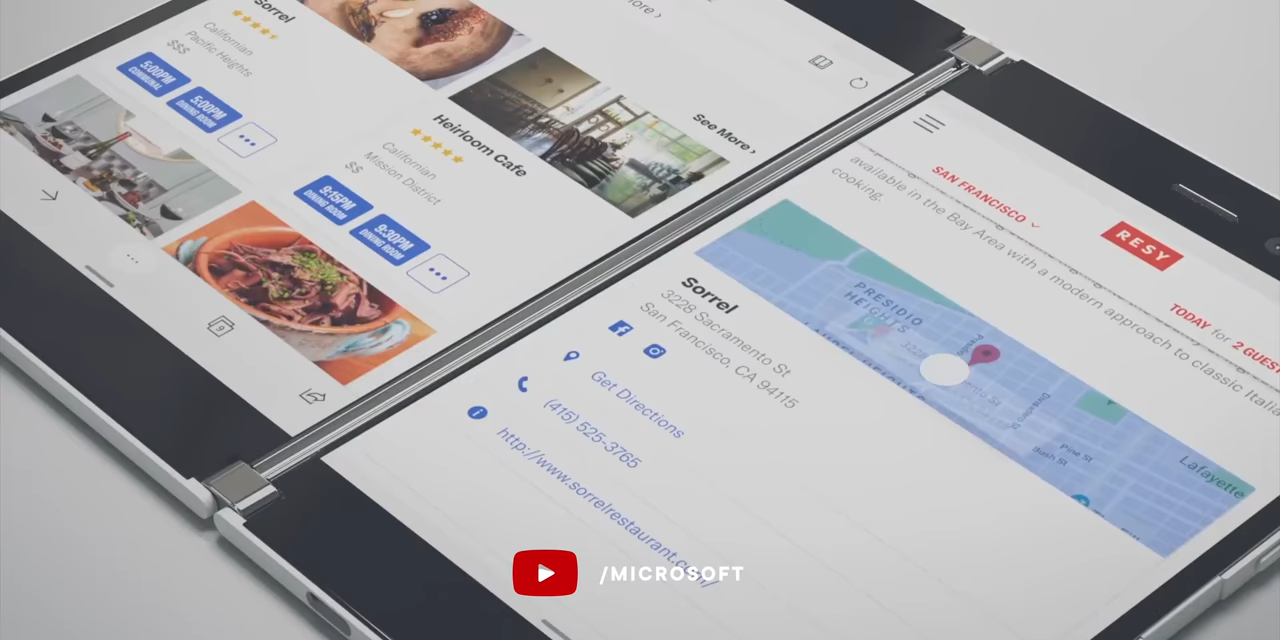 Sorrel
Californian
Pacific Heights
$$$
5:00PM
COMMUNAL
5:00PM
DINING ROOM
See More ›
Heirloom Cafe
Californian
Mission District
$$
9:15PM
DINING ROOM
9:30PM
DINING ROOM
9
SAN FRANCISCO
RESY
TODAY for 2 GUESTS
available in the Bay Area with a modern approach to classic
cooking.
PRESIDIO
HEIGHTS
Pine St
Bush St
Lafayette
Sorrel
3228 Sacramento St
San Francisco, CA 94115
Get Directions
(415) 525-3765
http://www.sorrelrestaurant.com/
/MICROSOFT